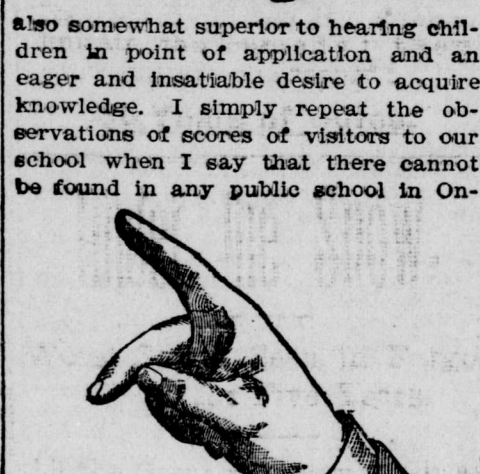 also somewhat superior to hearing chil-
dren in point of application and an
eager and insatiable desire to acquire
knowledge. I simply repeat the ob-
servations of scores of visitors to our
school when I say that there cannot
be found in any public school in On-